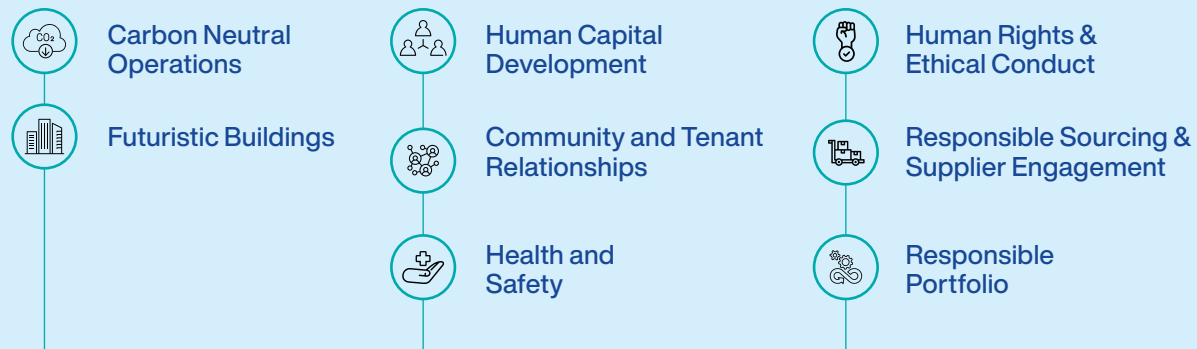 CO₂
Carbon Neutral
Operations
Futuristic Buildings
Human Capital
Development
Community and Tenant
Relationships
Health and
Safety
Human Rights &
Ethical Conduct
Responsible Sourcing &
Supplier Engagement
Responsible
Portfolio